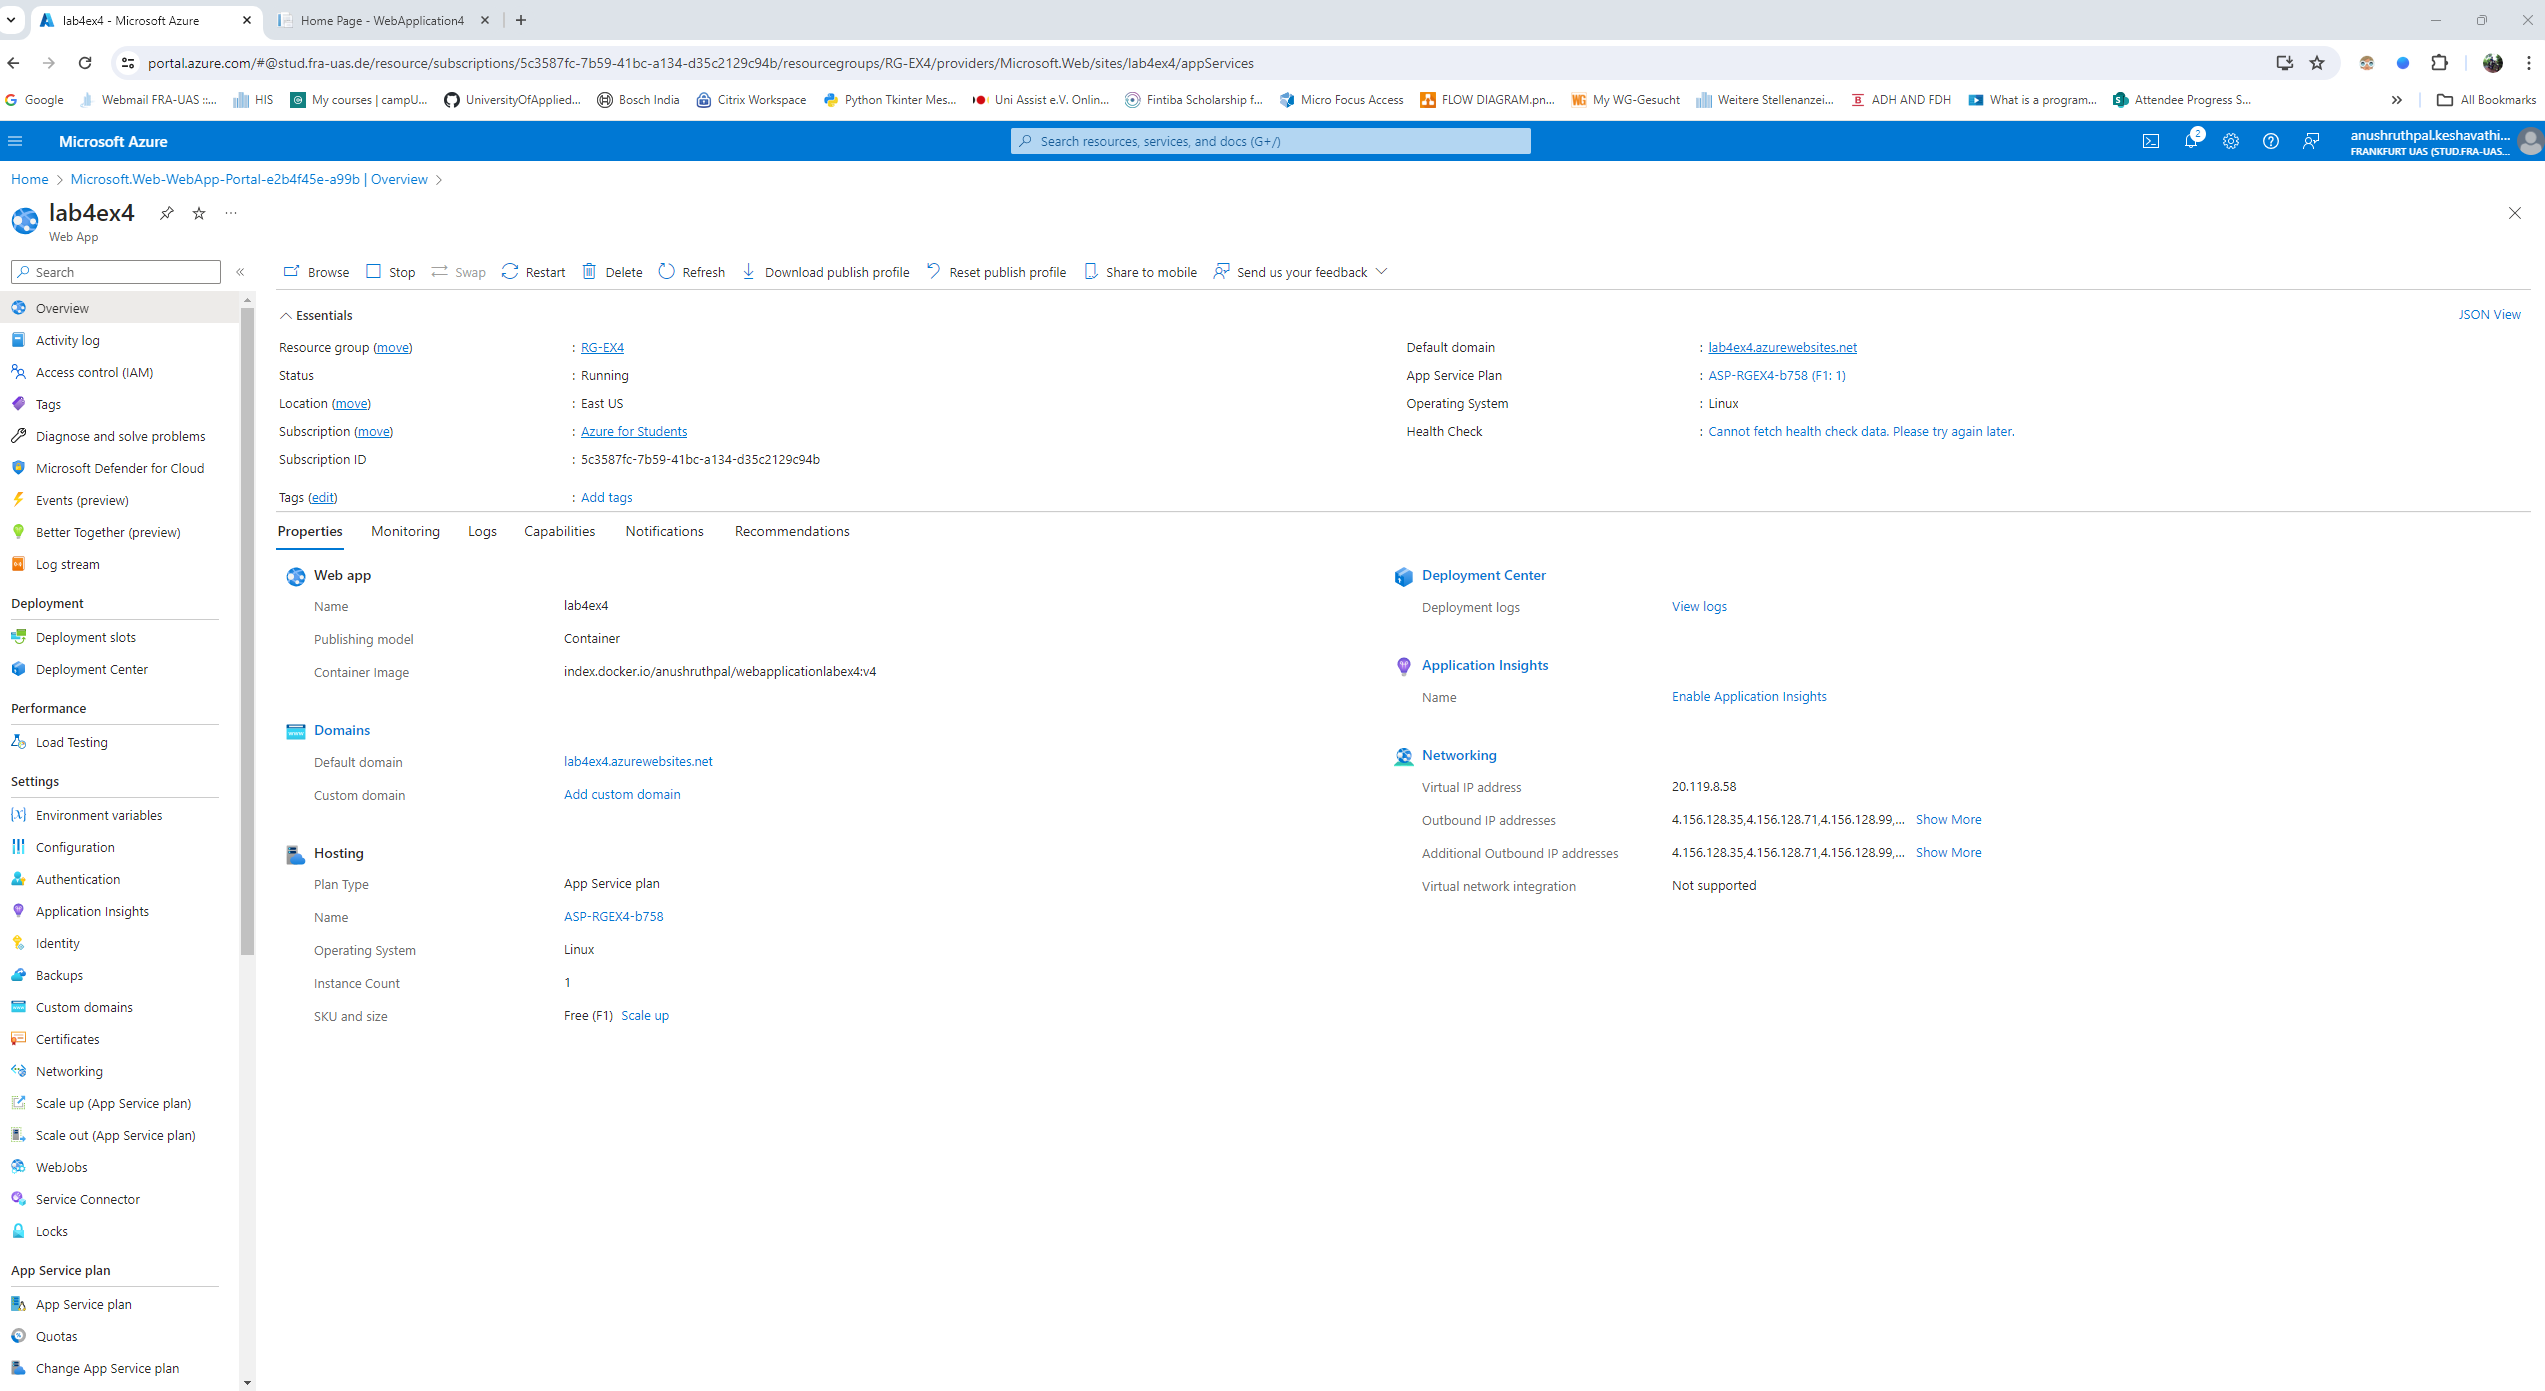 lab4ex4 - Microsoft Azure
Home Page - WebApplication4
portal.azure.com/#@stud.fra-uas.de/resource/subscriptions/5c3587fc-7b59-41bc-a134-d35c2129c94b/resourcegroups/RG-EX4/providers/Microsoft.Web/sites/lab4ex4/appServices
Google
Webmail FRA-UAS ::...
HIS
My courses | campU...
UniversityOfApplied...
Bosch India
Citrix Workspace
Python Tkinter Mes...
Uni Assist e.V. Onlin...
Fintiba Scholarship f...
Micro Focus Access
FLOW DIAGRAM.pn...
WG My WG-Gesucht
Weitere Stellenanzei...
ADH AND FDH
What is a program...
Attendee Progress S...
All Bookmarks
Microsoft Azure
Search resources, services, and docs (G+/)
2
anushruthpal.keshavathi...
FRANKFURT UAS (STUD.FRA-UAS...
Home
Microsoft.Web-WebApp-Portal-e2b4f45e-a99b | Overview
lab4ex4
Web App
Search
Browse
Stop
Swap
Restart
Delete
Refresh
Download publish profile
Reset publish profile
Share to mobile
Send us your feedback
Overview
Activity log
Access control (IAM)
Tags
Diagnose and solve problems
Microsoft Defender for Cloud
Events (preview)
Better Together (preview)
Log stream
Deployment
Deployment slots
Deployment Center
Performance
Load Testing
Settings
Environment variables
Configuration
Authentication
Application Insights
Identity
Backups
Custom domains
Certificates
Networking
Scale up (App Service plan)
Scale out (App Service plan)
WebJobs
Service Connector
Locks
App Service plan
App Service plan
Quotas
Change App Service plan
Essentials
JSON View
Resource group (move) : RG-EX4
Status : Running
Location (move) : East US
Subscription (move) : Azure for Students
Subscription ID : 5c3587fc-7b59-41bc-a134-d35c2129c94b
Tags (edit) : Add tags
Default domain : lab4ex4.azurewebsites.net
App Service Plan : ASP-RGEX4-b758 (F1: 1)
Operating System : Linux
Health Check : Cannot fetch health check data. Please try again later.
Properties
Monitoring
Logs
Capabilities
Notifications
Recommendations
Web app
Name lab4ex4
Publishing model Container
Container Image index.docker.io/anushruthpal/webapplicationlabex4:v4
Domains
Default domain lab4ex4.azurewebsites.net
Custom domain Add custom domain
Hosting
Plan Type App Service plan
Name ASP-RGEX4-b758
Operating System Linux
Instance Count 1
SKU and size Free (F1) Scale up
Deployment Center
Deployment logs View logs
Application Insights
Name Enable Application Insights
Networking
Virtual IP address 20.119.8.58
Outbound IP addresses 4.156.128.35,4.156.128.71,4.156.128.99,... Show More
Additional Outbound IP addresses 4.156.128.35,4.156.128.71,4.156.128.99,... Show More
Virtual network integration Not supported